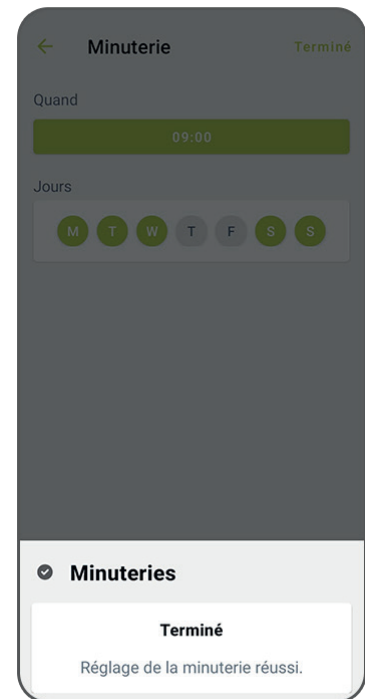 Minuterie Terminé
Quand
09:00
Jours
M T W T F S S
Minuteries
Terminé
Réglage de la minuterie réussi.